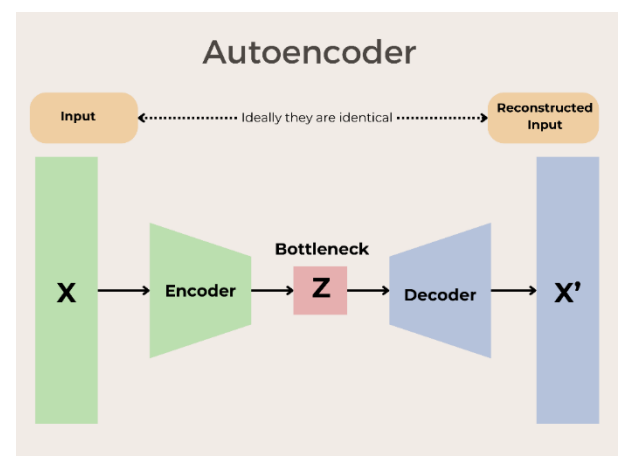 Autoencoder
Input
Ideally they are identical
Reconstructed
Input
Bottleneck
X
Encoder
Z
Decoder
X’